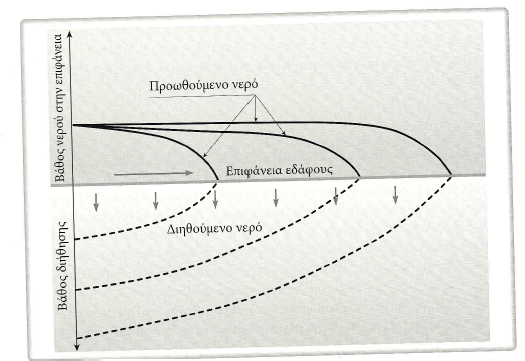 Βάθος νερού στην επιφάνεια
Προωθούμενο νερό
Επιφάνεια εδάφους
Διηθούμενο νερό
Βάθος διήθησης